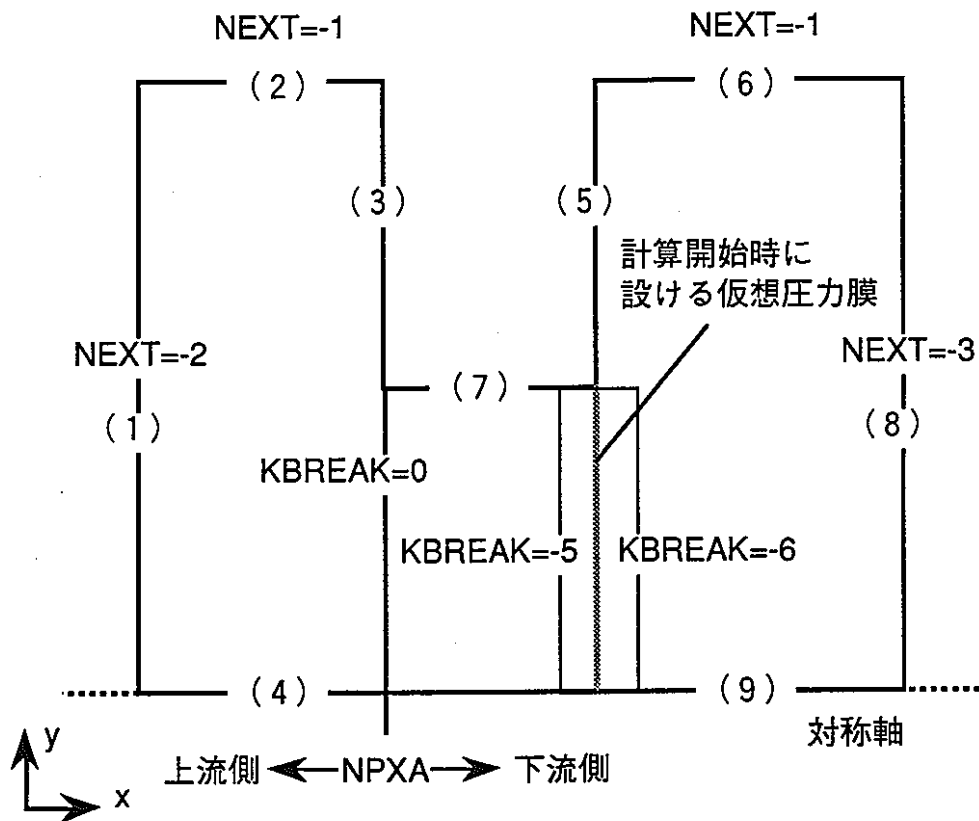 NEXT=-1
NEXT=-1
(2)
(6)
(3)
(5)
計算開始時に
設ける仮想圧力膜
NEXT=-2
NEXT=-3
(7)
(1)
(8)
KBREAK=0
KBREAK=-5
KBREAK=-6
(4)
(9)
対称軸
y
x
上流側
NPXA
下流側